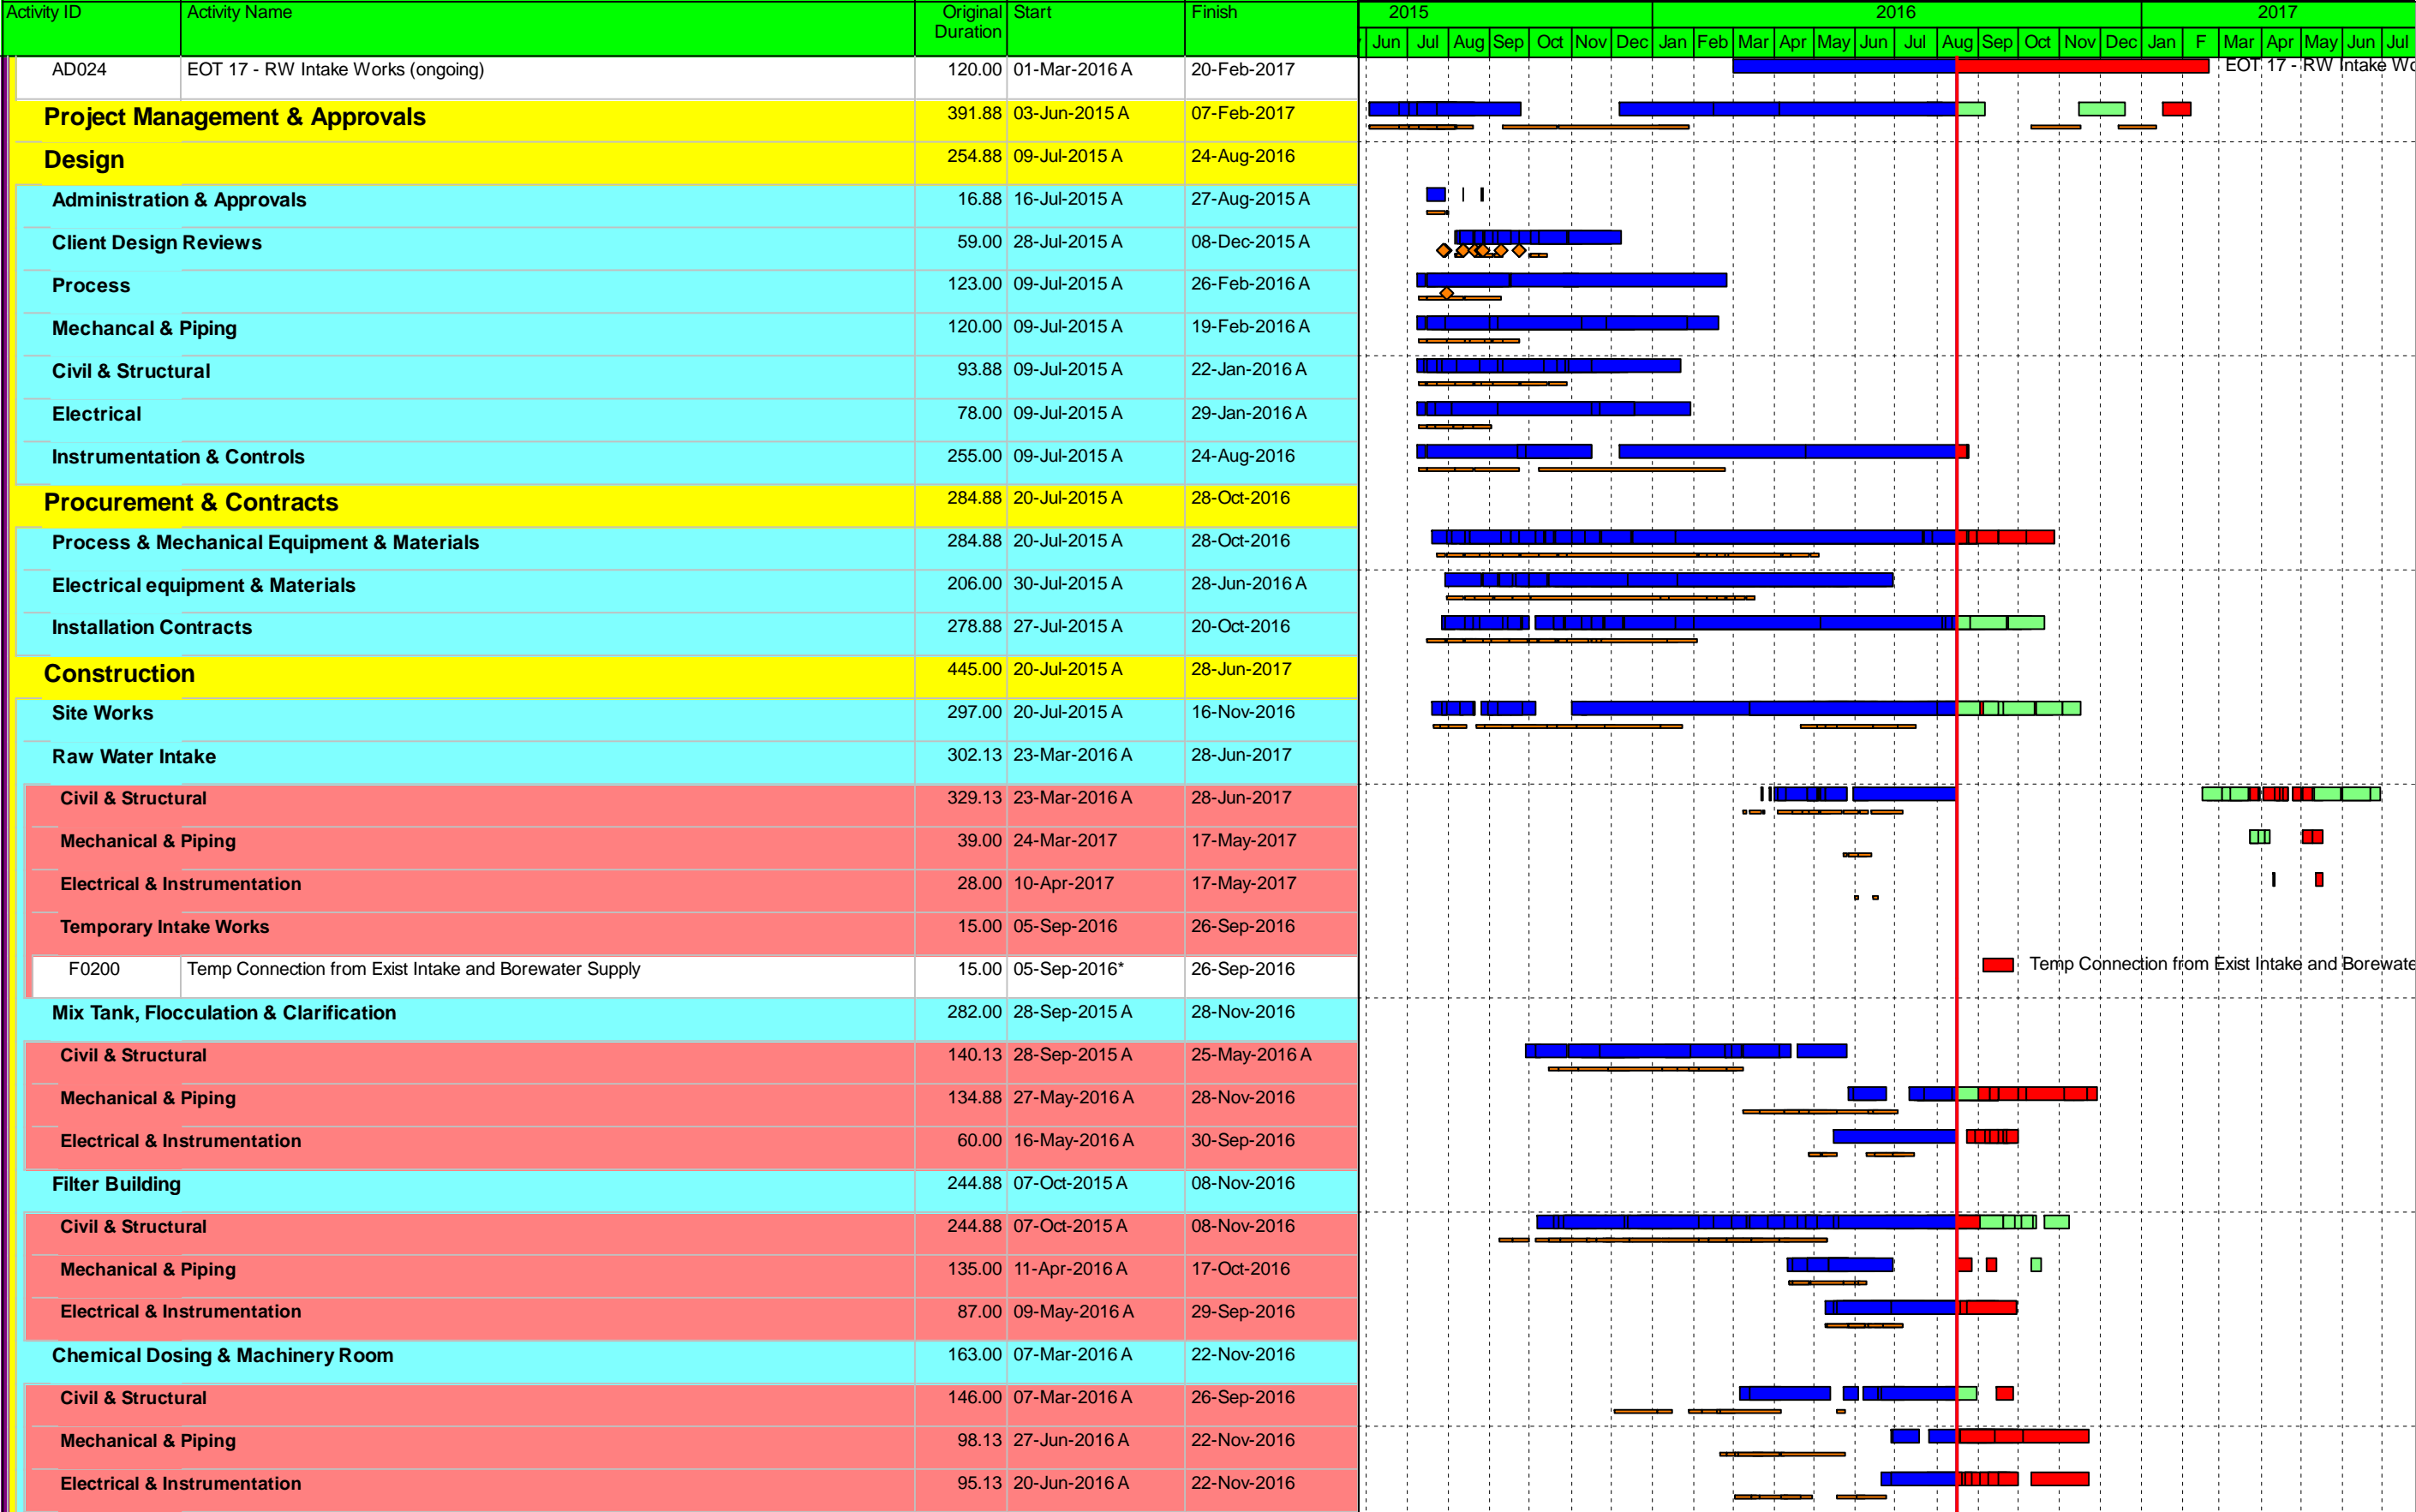 Activity ID Activity Name Original Duration Start Finish 2015 2016 2017
Jun Jul Aug Sep Oct Nov Dec Jan Feb Mar Apr May Jun Jul Aug Sep Oct Nov Dec Jan F Mar Apr May Jun Jul
AD024 EOT 17 - RW Intake Works (ongoing) 120.00 01-Mar-2016 A 20-Feb-2017 EOT 17 - RW Intake Wo
Project Management & Approvals 391.88 03-Jun-2015 A 07-Feb-2017
Design 254.88 09-Jul-2015 A 24-Aug-2016
Administration & Approvals 16.88 16-Jul-2015 A 27-Aug-2015 A
Client Design Reviews 59.00 28-Jul-2015 A 08-Dec-2015 A
Process 123.00 09-Jul-2015 A 26-Feb-2016 A
Mechancal & Piping 120.00 09-Jul-2015 A 19-Feb-2016 A
Civil & Structural 93.88 09-Jul-2015 A 22-Jan-2016 A
Electrical 78.00 09-Jul-2015 A 29-Jan-2016 A
Instrumentation & Controls 255.00 09-Jul-2015 A 24-Aug-2016
Procurement & Contracts 284.88 20-Jul-2015 A 28-Oct-2016
Process & Mechanical Equipment & Materials 284.88 20-Jul-2015 A 28-Oct-2016
Electrical equipment & Materials 206.00 30-Jul-2015 A 28-Jun-2016 A
Installation Contracts 278.88 27-Jul-2015 A 20-Oct-2016
Construction 445.00 20-Jul-2015 A 28-Jun-2017
Site Works 297.00 20-Jul-2015 A 16-Nov-2016
Raw Water Intake 302.13 23-Mar-2016 A 28-Jun-2017
Civil & Structural 329.13 23-Mar-2016 A 28-Jun-2017
Mechanical & Piping 39.00 24-Mar-2017 17-May-2017
Electrical & Instrumentation 28.00 10-Apr-2017 17-May-2017
Temporary Intake Works 15.00 05-Sep-2016 26-Sep-2016
F0200 Temp Connection from Exist Intake and Borewater Supply 15.00 05-Sep-2016* 26-Sep-2016 Temp Connection from Exist Intake and Borewate
Mix Tank, Flocculation & Clarification 282.00 28-Sep-2015 A 28-Nov-2016
Civil & Structural 140.13 28-Sep-2015 A 25-May-2016 A
Mechanical & Piping 134.88 27-May-2016 A 28-Nov-2016
Electrical & Instrumentation 60.00 16-May-2016 A 30-Sep-2016
Filter Building 244.88 07-Oct-2015 A 08-Nov-2016
Civil & Structural 244.88 07-Oct-2015 A 08-Nov-2016
Mechanical & Piping 135.00 11-Apr-2016 A 17-Oct-2016
Electrical & Instrumentation 87.00 09-May-2016 A 29-Sep-2016
Chemical Dosing & Machinery Room 163.00 07-Mar-2016 A 22-Nov-2016
Civil & Structural 146.00 07-Mar-2016 A 26-Sep-2016
Mechanical & Piping 98.13 27-Jun-2016 A 22-Nov-2016
Electrical & Instrumentation 95.13 20-Jun-2016 A 22-Nov-2016